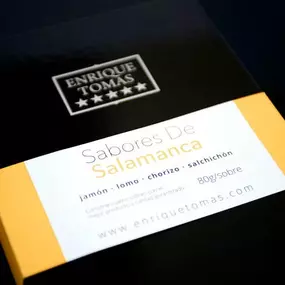 ENRIQUE
TOMÁS
Sabores De
Salamanca
jamón · lomo · chorizo · salchichón
80g/sobre
www.enriquetomas.com